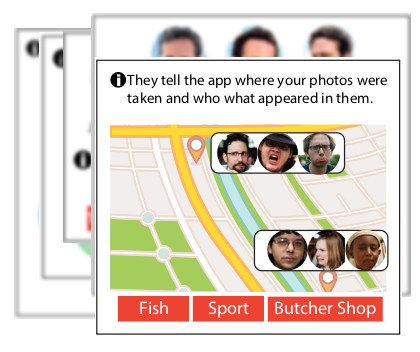 They tell the app where your photos were
taken and who what appeared in them.
Fish
Sport
Butcher Shop